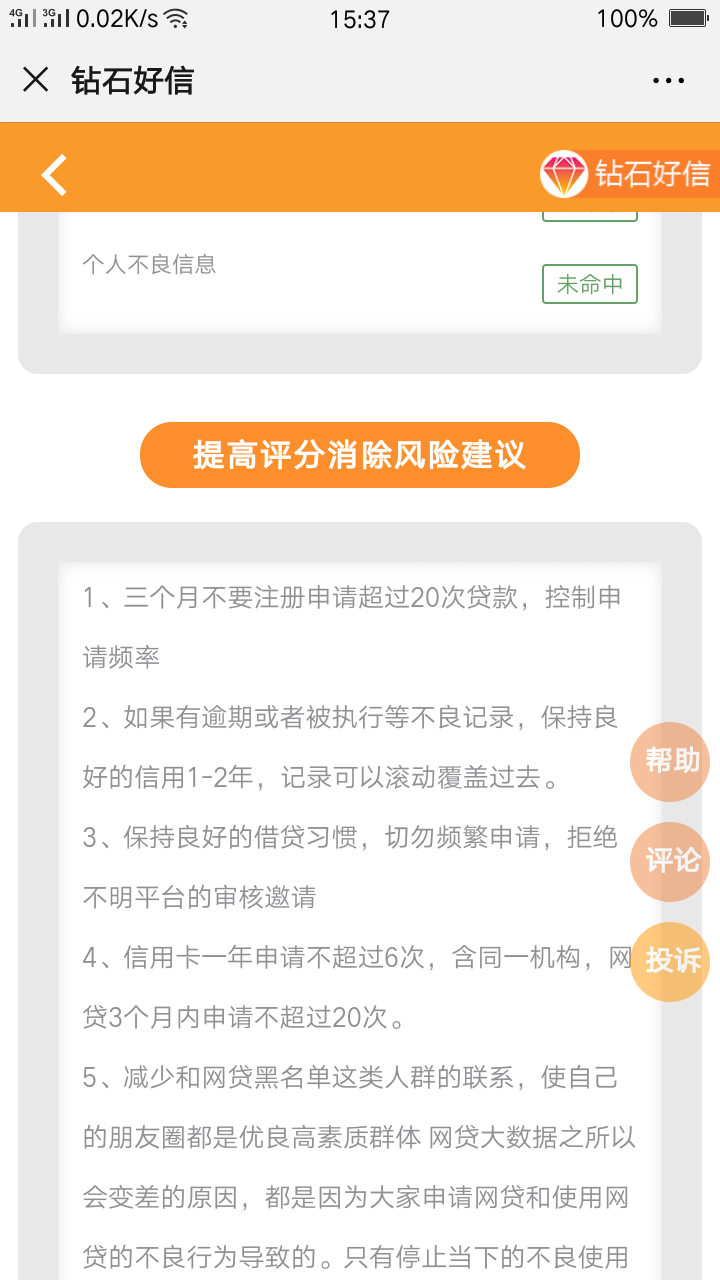 4G 3G 0.02K/s 15:37 100%
钻石好信
钻石好信
个人不良信息
未命中
提高评分消除风险建议
1、三个月不要注册申请超过20次贷款，控制申
请频率
2、如果有逾期或者被执行等不良记录，保持良
好的信用1-2年，记录可以滚动覆盖过去。
帮助
3、保持良好的借贷习惯，切勿频繁申请，拒绝
不明平台的审核邀请
评论
4、信用卡一年申请不超过6次，含同一机构，网
贷3个月内申请不超过20次。
投诉
5、减少和网贷黑名单这类人群的联系，使自己
的朋友圈都是优良高素质群体 网贷大数据之所以
会变差的原因，都是因为大家申请网贷和使用网
贷的不良行为导致的。只有停止当下的不良使用